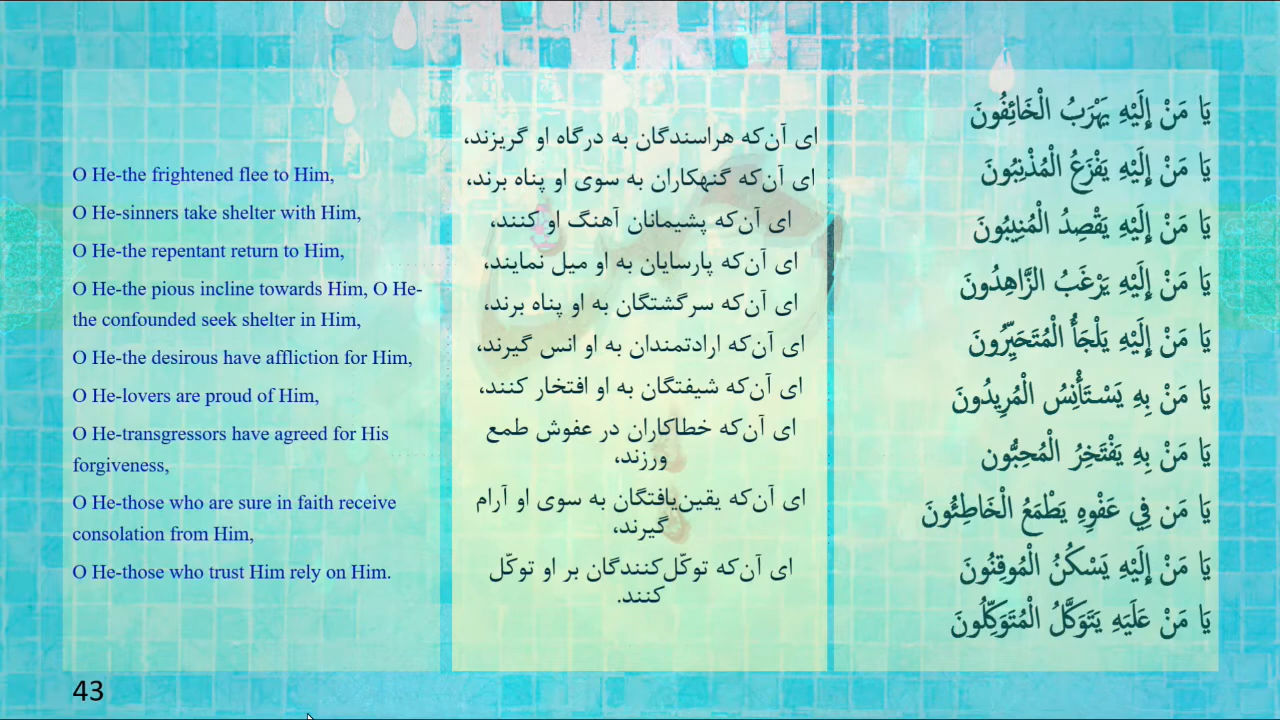 O He-the frightened flee to Him,
O He-sinners take shelter with Him,
O He-the repentant return to Him,
O He-the pious incline towards Him, O He-
the confounded seek shelter in Him,
O He-the desirous have affliction for Him,
O He-lovers are proud of Him,
O He-transgressors have agreed for His
forgiveness,
O He-those who are sure in faith receive
consolation from Him,
O He-those who trust Him rely on Him.
ای آن‌که هراسندگان به درگاه او گریزند،
ای آن‌که گنهکاران به سوی او پناه برند،
ای آن‌که پشیمانان آهنگ او کنند،
ای آن‌که پارسایان به او میل نمایند،
ای آن‌که سرگشتگان به او پناه برند،
ای آن‌که ارادتمندان به او انس گیرند،
ای آن‌که شیفتگان به او افتخار کنند،
ای آن‌که خطاکاران در عفوش طمع
ورزند،
ای آن‌که یقین‌یافتگان به سوی او آرام
گیرند،
ای آن‌که توکّل‌کنندگان بر او توکّل
کنند.
يَا مَنْ إِلَيْهِ يَهْرَبُ الْخَائِفُونَ
يَا مَنْ إِلَيْهِ يَفْزَعُ الْمُذْنِبُونَ
يَا مَنْ إِلَيْهِ يَقْصِدُ الْمُنِيبُونَ
يَا مَنْ إِلَيْهِ يَرْغَبُ الزَّاهِدُونَ
يَا مَنْ إِلَيْهِ يَلْجَأُ الْمُتَحَيِّرُونَ
يَا مَنْ بِهِ يَسْتَأْنِسُ الْمُرِيدُونَ
يَا مَنْ بِهِ يَفْتَخِرُ الْمُحِبُّون
يَا مَن فِي عَفْوِهِ يَطْمَعُ الْخَاطِئُونَ
يَا مَنْ إِلَيْهِ يَسْكُنُ الْمُوقِنُونَ
يَا مَنْ عَلَيَهِ يَتَوَكَّلُ الْمُتَوَكِّلُونَ
43